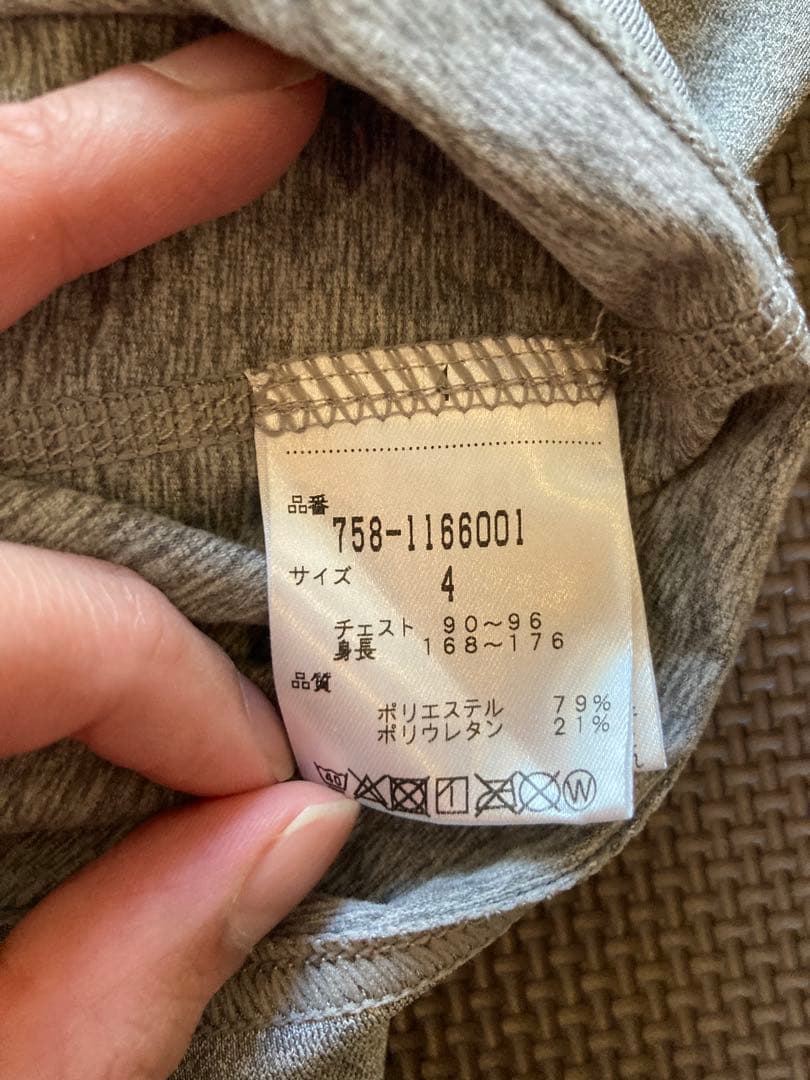 品番
758-1166001
サイズ 4
チェスト 90～96
身長 168～176
品質
ポリエステル 79%
ポリウレタン 21%
40 W